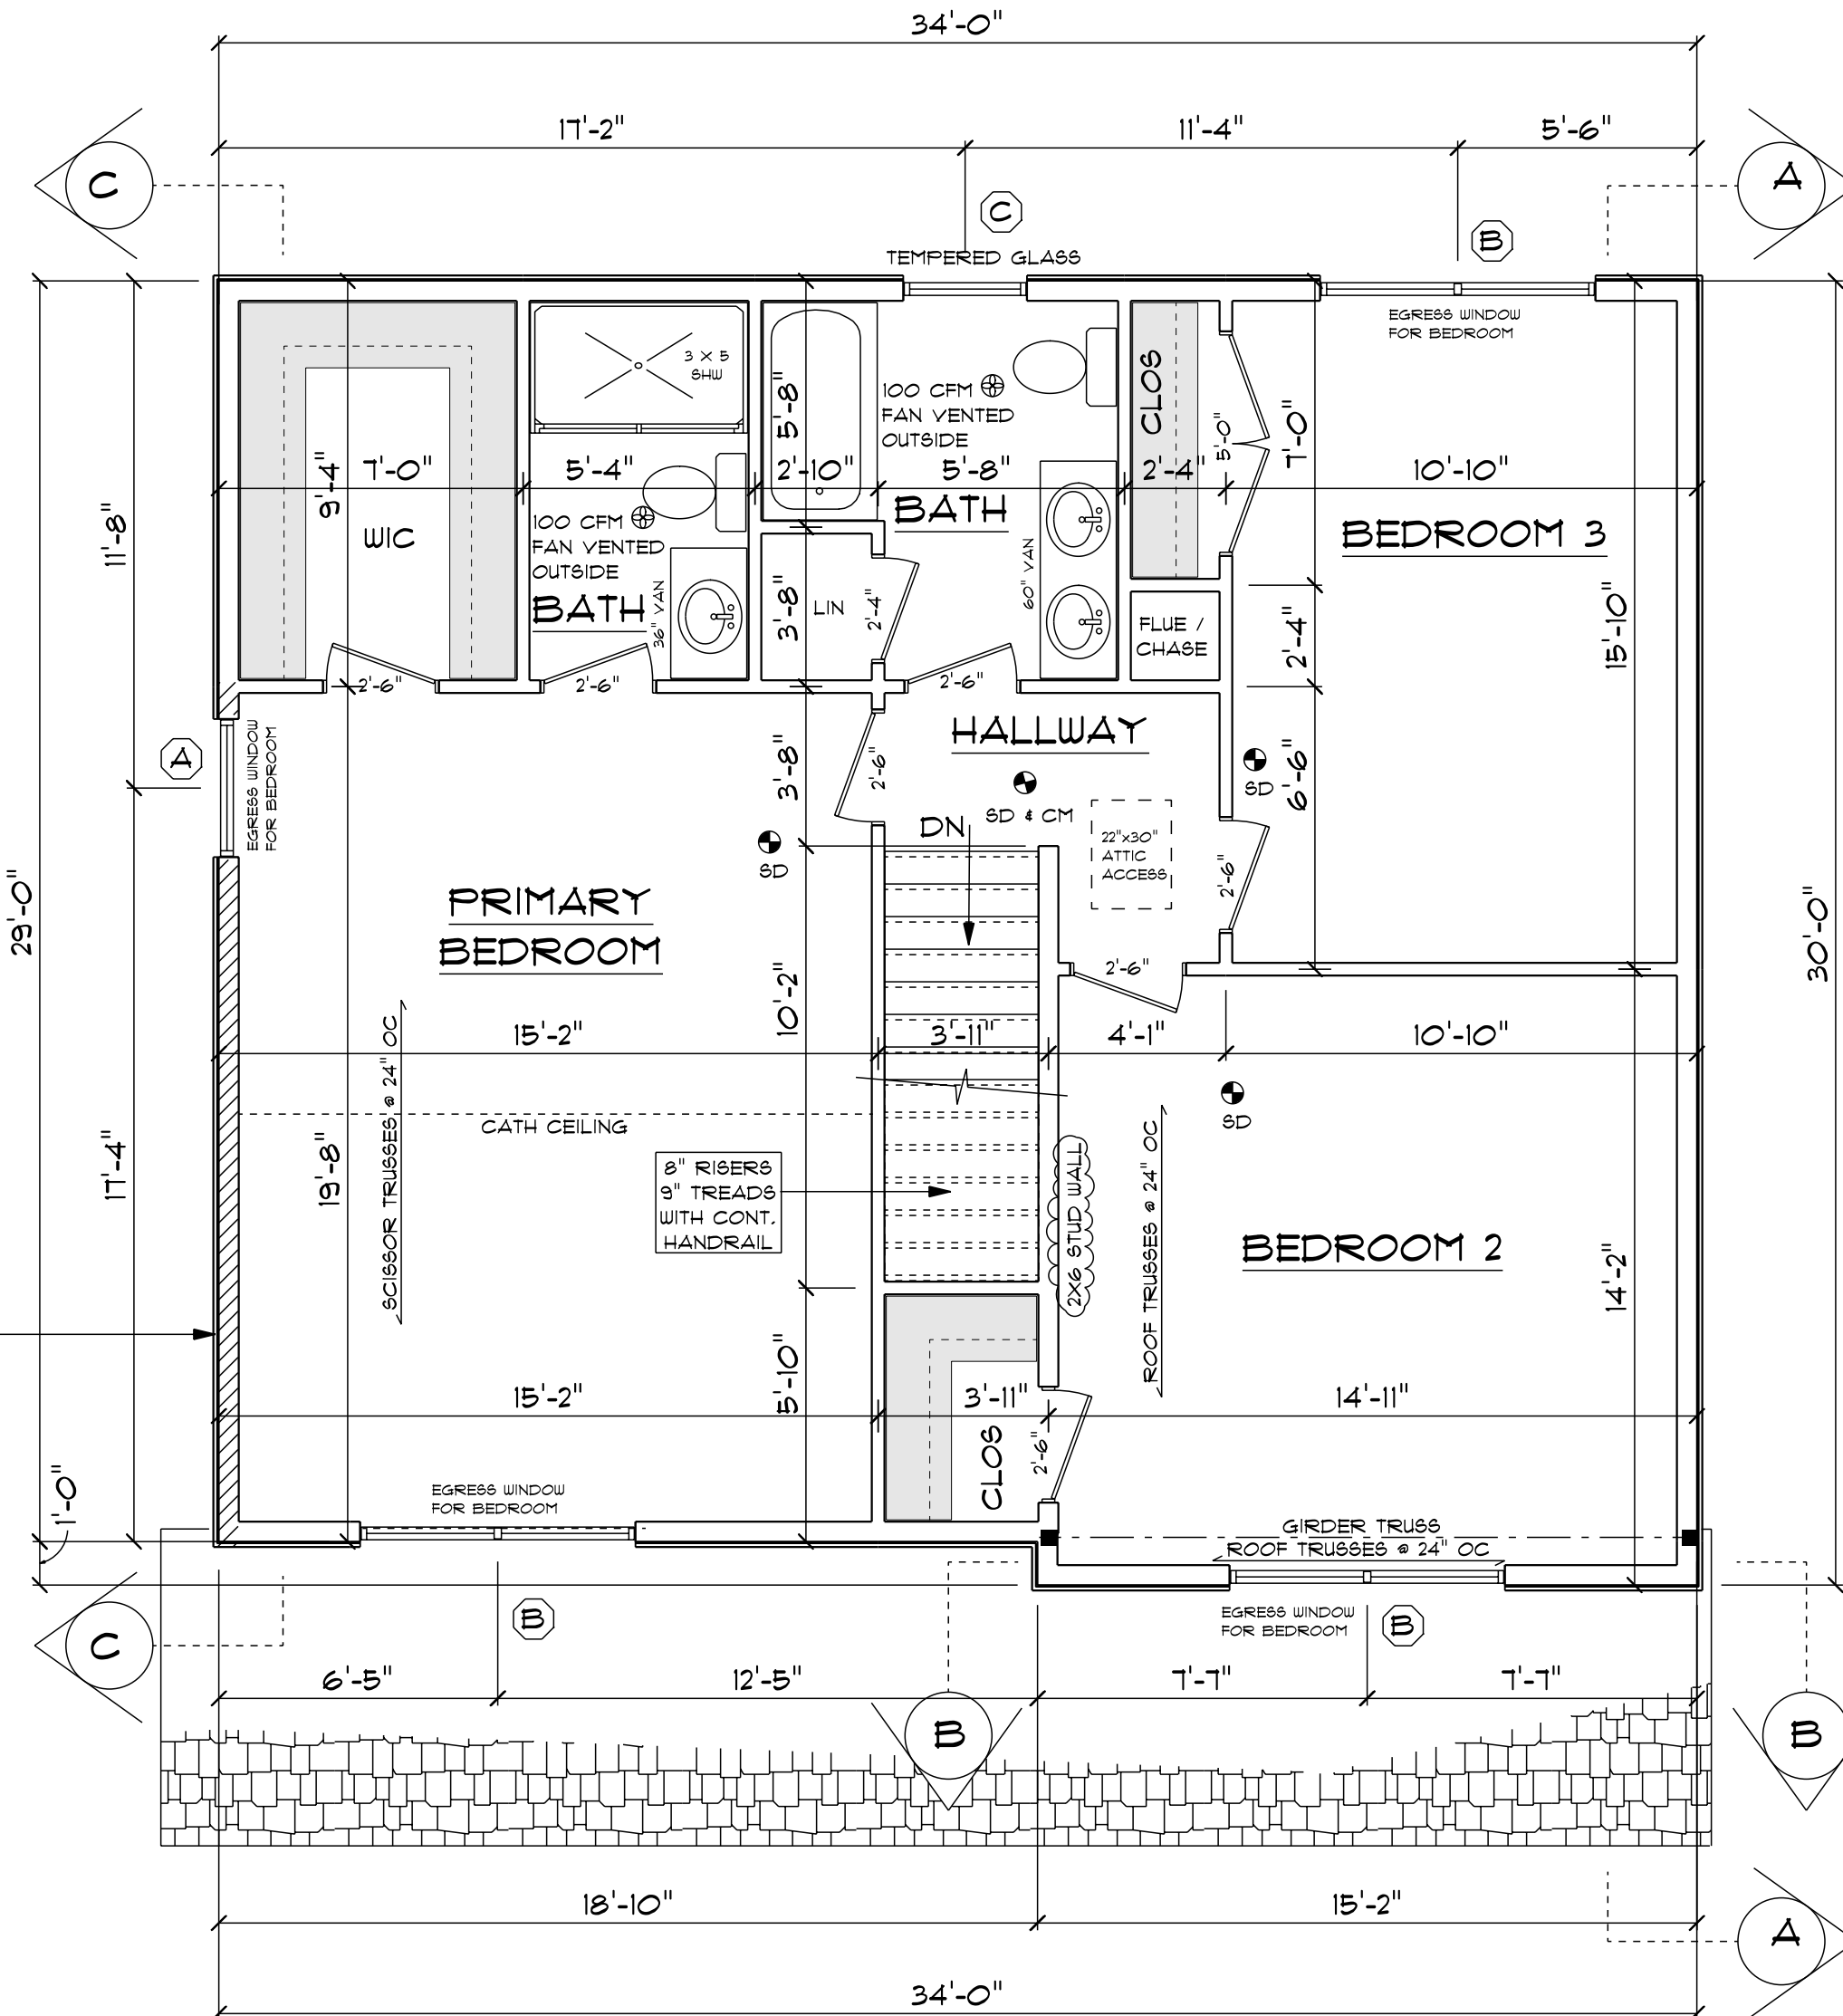 34'-0"
17'-2"
11'-4"
5'-6"
C
A
C
B
TEMPERED GLASS
EGRESS WINDOW
FOR BEDROOM
3 X 5
SHW
CLOS
5'-8"
100 CFM
FAN VENTED
OUTSIDE
9'-4"
7'-0"
5'-4"
2'-10"
5'-8"
2'-4"
5'-0"
7'-0"
10'-10"
11'-8"
WIC
100 CFM
FAN VENTED
OUTSIDE
BATH
BATH
BEDROOM 3
36" VAN
3'-8"
LIN
2'-4"
60" VAN
FLUE /
CHASE
2'-4"
15'-10"
2'-6"
2'-6"
2'-6"
A
EGRESS WINDOW
FOR BEDROOM
3'-8"
2'-6"
HALLWAY
SD & CM
SD
6'-6"
DN
22"x30"
ATTIC
ACCESS
SD
2'-6"
29'-0"
PRIMARY
BEDROOM
30'-0"
2'-6"
10'-2"
15'-2"
3'-11"
4'-1"
10'-10"
SCISSOR TRUSSES @ 24" OC
SD
CATH CEILING
17'-4"
19'-8"
8" RISERS
9" TREADS
WITH CONT.
HANDRAIL
2X6 STUD WALL
ROOF TRUSSES @ 24" OC
BEDROOM 2
14'-2"
5'-10"
15'-2"
3'-11"
14'-11"
CLOS
2'-6"
1'-0"
EGRESS WINDOW
FOR BEDROOM
GIRDER TRUSS
ROOF TRUSSES @ 24" OC
C
B
EGRESS WINDOW
FOR BEDROOM
B
6'-5"
12'-5"
7'-7"
7'-7"
B
B
18'-10"
15'-2"
A
34'-0"